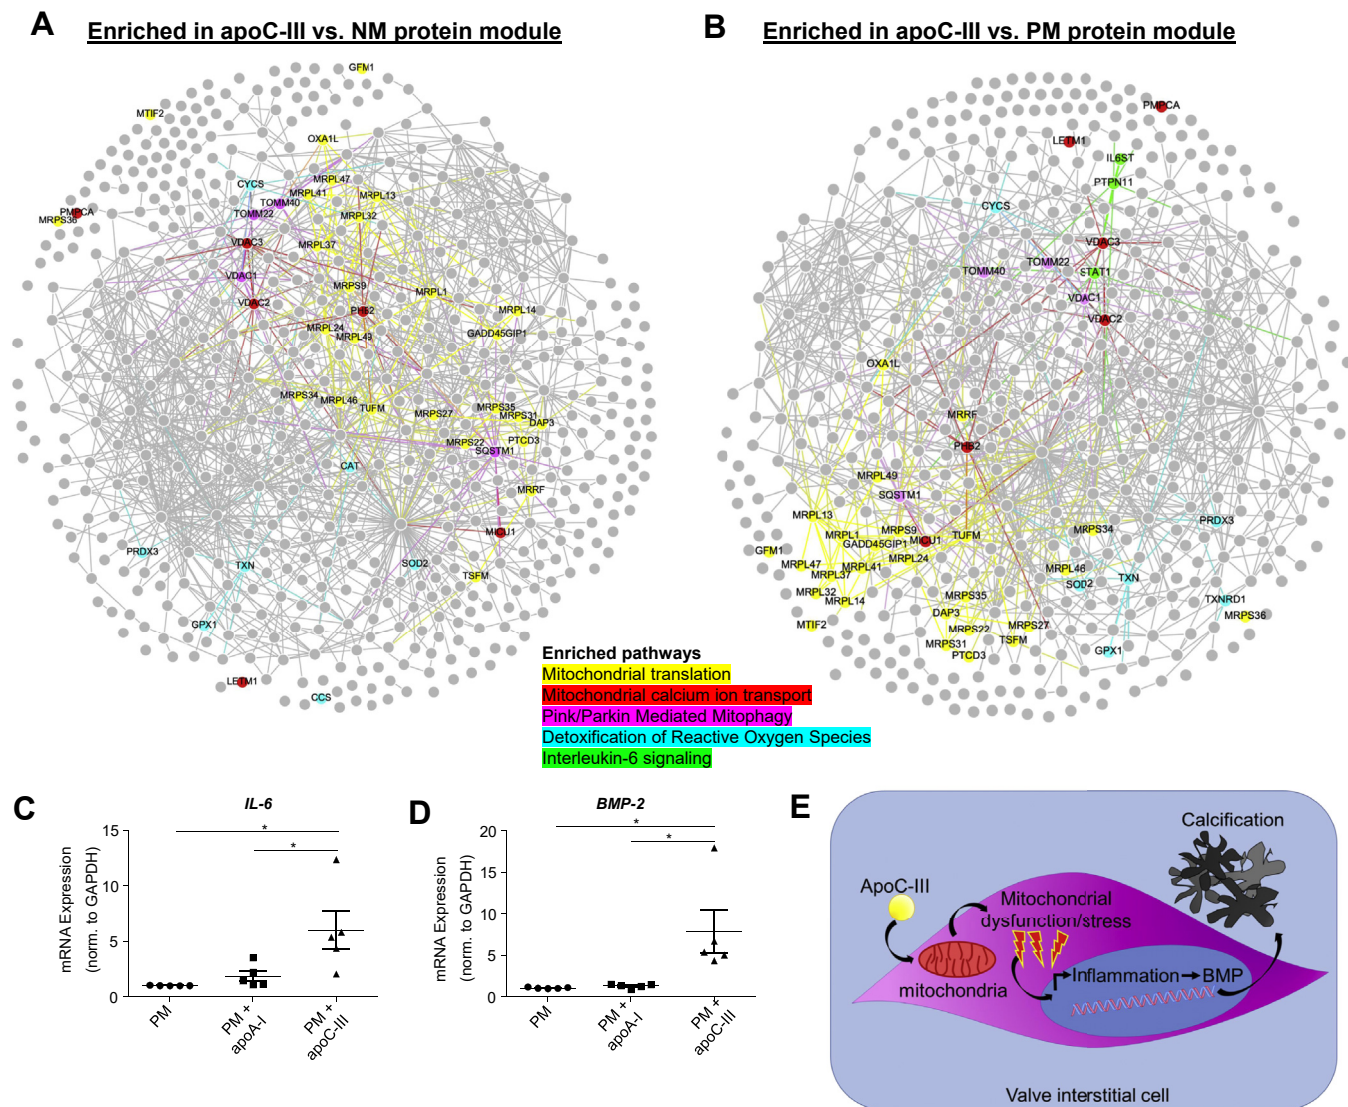 A
Enriched in apoC-III vs. NM protein module
GFM1
MTIF2
OXA1L
MRPL47
CYCS
MRPL41
MRPL13
TOMM40
TOMM22
MRPL32
PMPCA
MRPS36
VDAC3
MRPL37
VDAC1
MRPS9
MRPL1
VDAC2
PHB2
MRPL14
MRPL24
MRPL49
GADD45GIP1
MRPS34
MRPL46
TUFM
MRPS27
MRPS35
MRPS31
DAP3
MRPS22
PTCD3
SQSTM1
CAT
MRRF
MICU1
PRDX3
TXN
SOD2
TSFM
GPX1
LETM1
CCS
B
Enriched in apoC-III vs. PM protein module
PMPCA
LETM1
IL6ST
PTPN11
CYCS
VDAC3
TOMM22
TOMM40
STAT1
VDAC1
VDAC2
OXA1L
MRRF
PHB2
MRPL49
SQSTM1
MRPL13
MRPS9
MRPL1
GADD45GIP1
MICU1
TUFM
MRPS34
PRDX3
GFM1
MRPL24
MRPL47
MRPL41
MRPL37
MRPL46
MRPL32
MRPL14
SOD2
TXN
MRPS35
TXNRD1
DAP3
MRPS36
MTIF2
MRPS22
MRPS27
MRPS31
TSFM
PTCD3
GPX1
Enriched pathways
Mitochondrial translation
Mitochondrial calcium ion transport
Pink/Parkin Mediated Mitophagy
Detoxification of Reactive Oxygen Species
Interleukin-6 signaling
C
IL-6
mRNA Expression
(norm. to GAPDH)
15
10
5
0
*
*
PM
PM +
apoA-I
PM +
apoC-III
D
BMP-2
mRNA Expression
(norm. to GAPDH)
20
15
10
5
0
*
*
PM
PM +
apoA-I
PM +
apoC-III
E
Calcification
ApoC-III
Mitochondrial
dysfunction/stress
mitochondria
Inflammation
BMP
Valve interstitial cell